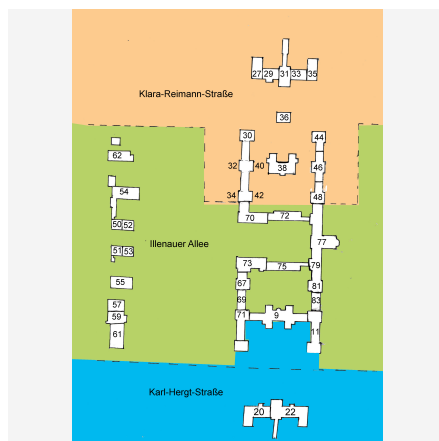 27 29 31 33 35
Klara-Reimann-Straße
36
30 44
32 40 38 46
34 42 48
62
54
50 52
70 72
77
Illenauer Allee
51 53
73 75 79
55
67 81
69 83
57
59
71 9
61 11
Karl-Hergt-Straße
20 22